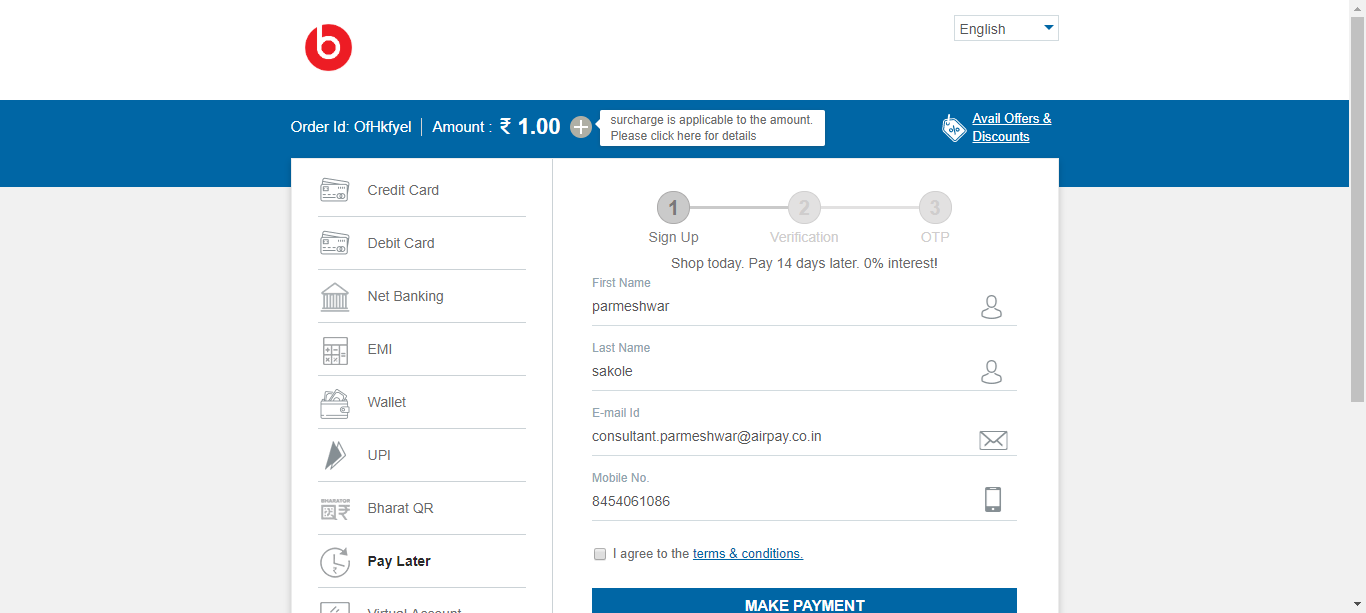 b
English
Order Id: OfHkfyel
Amount : ₹ 1.00
surcharge is applicable to the amount.
Please click here for details
Avail Offers &
Discounts
Credit Card
Debit Card
Net Banking
EMI
Wallet
UPI
BHARATQR
Bharat QR
Pay Later
Virtual Account
1
2
3
Sign Up
Verification
OTP
Shop today. Pay 14 days later. 0% interest!
First Name
parmeshwar
Last Name
sakole
E-mail Id
consultant.parmeshwar@airpay.co.in
Mobile No.
8454061086
I agree to the terms & conditions.
MAKE PAYMENT